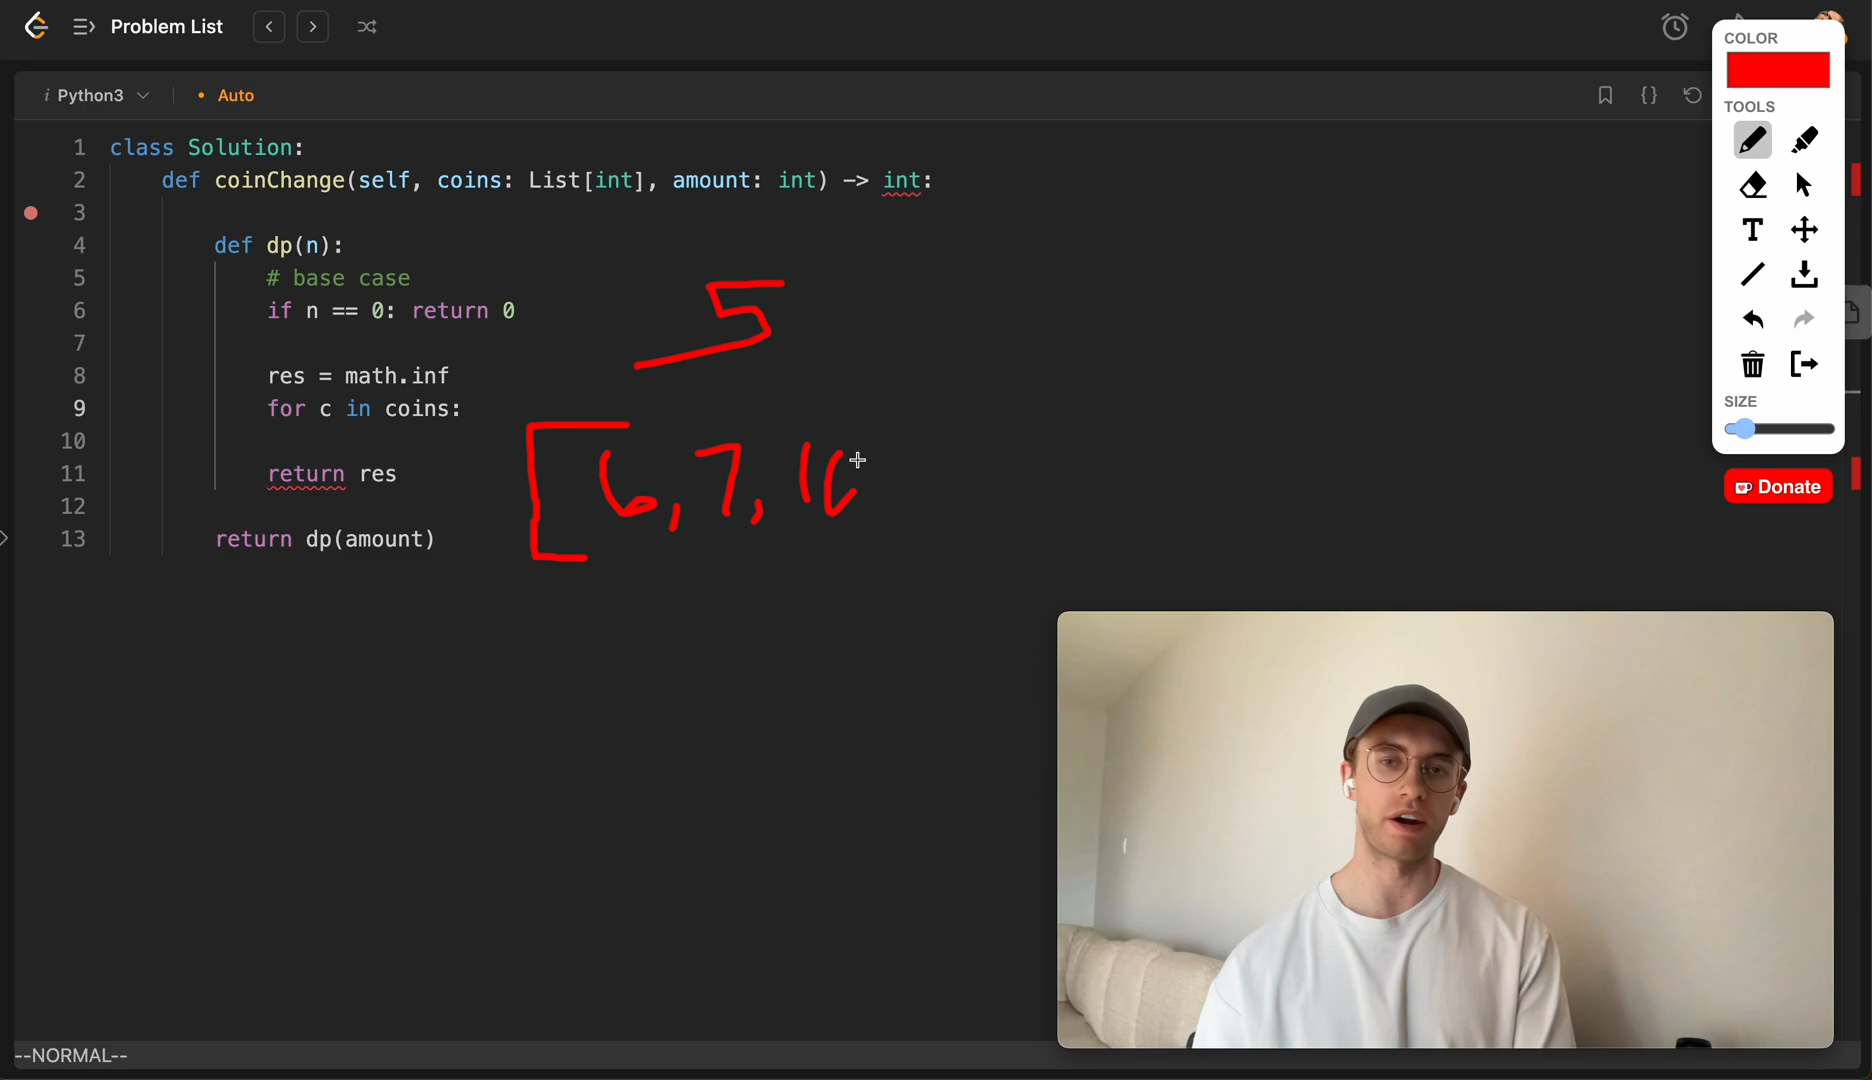 Problem List
Python3
Auto
{}
1 class Solution:
2 def coinChange(self, coins: List[int], amount: int) -> int:
3
4 def dp(n):
5 # base case
6 if n == 0: return 0
7
8 res = math.inf
9 for c in coins:
10
11 return res
12
13 return dp(amount)
5
[6, 7, 10
COLOR
TOOLS
T
SIZE
Donate
--NORMAL--